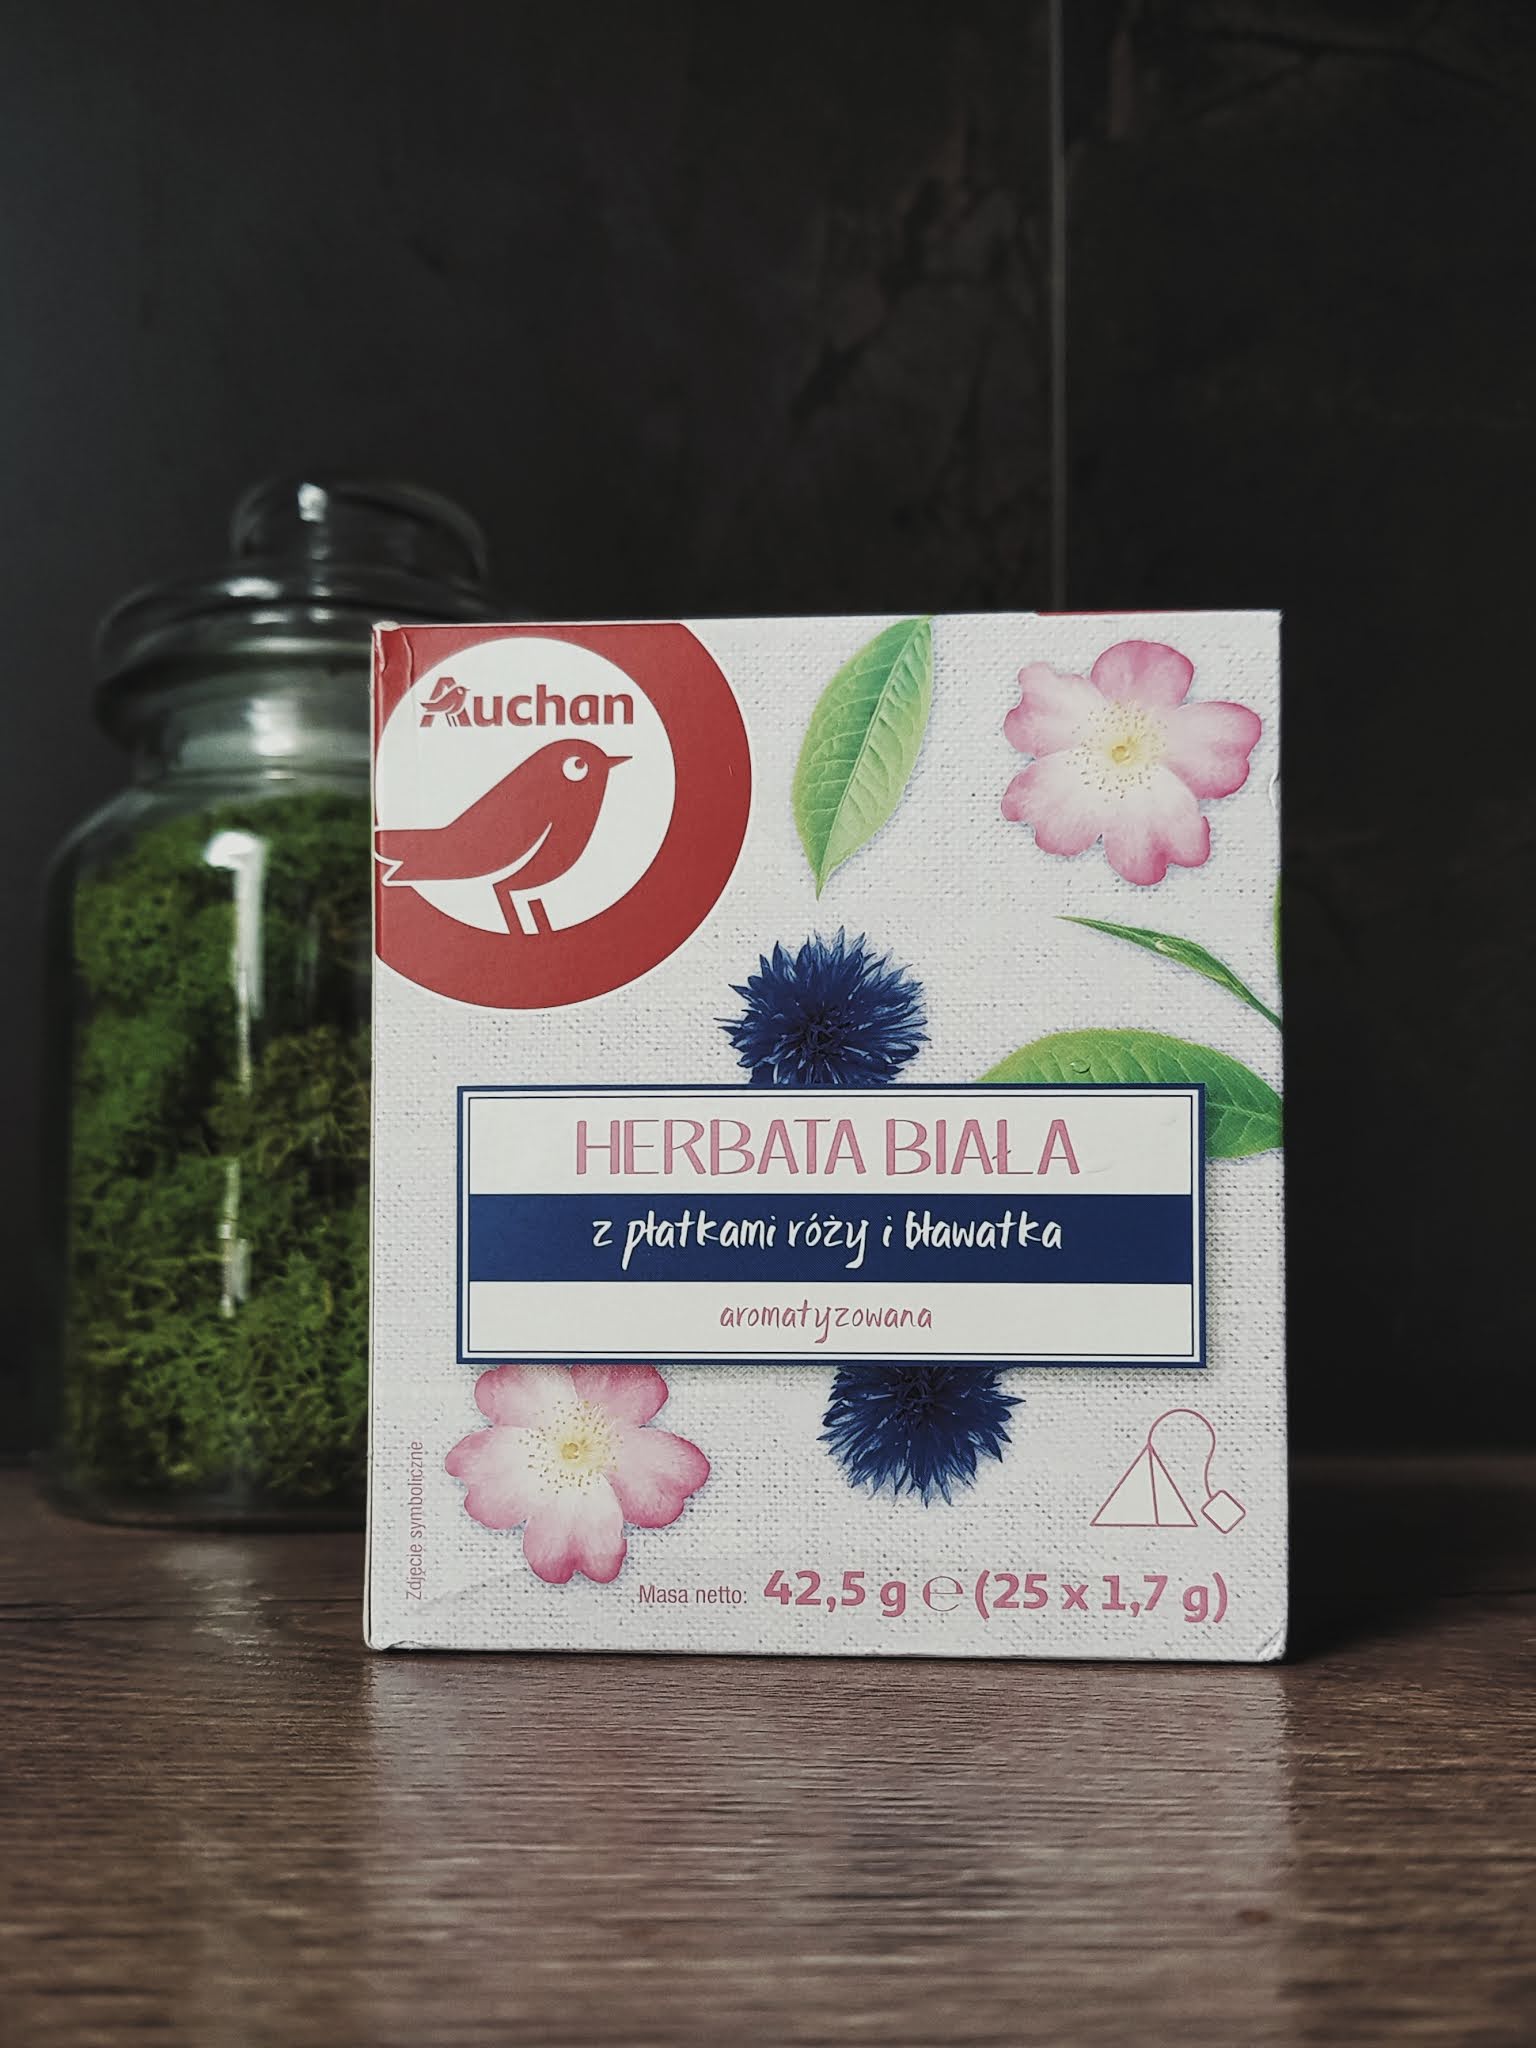 Auchan
HERBATA BIAŁA
z płatkami róży i bławatka
aromatyzowana
Zdjęcie symboliczne
Masa netto: 42,5 g ℮ (25 x 1,7 g)